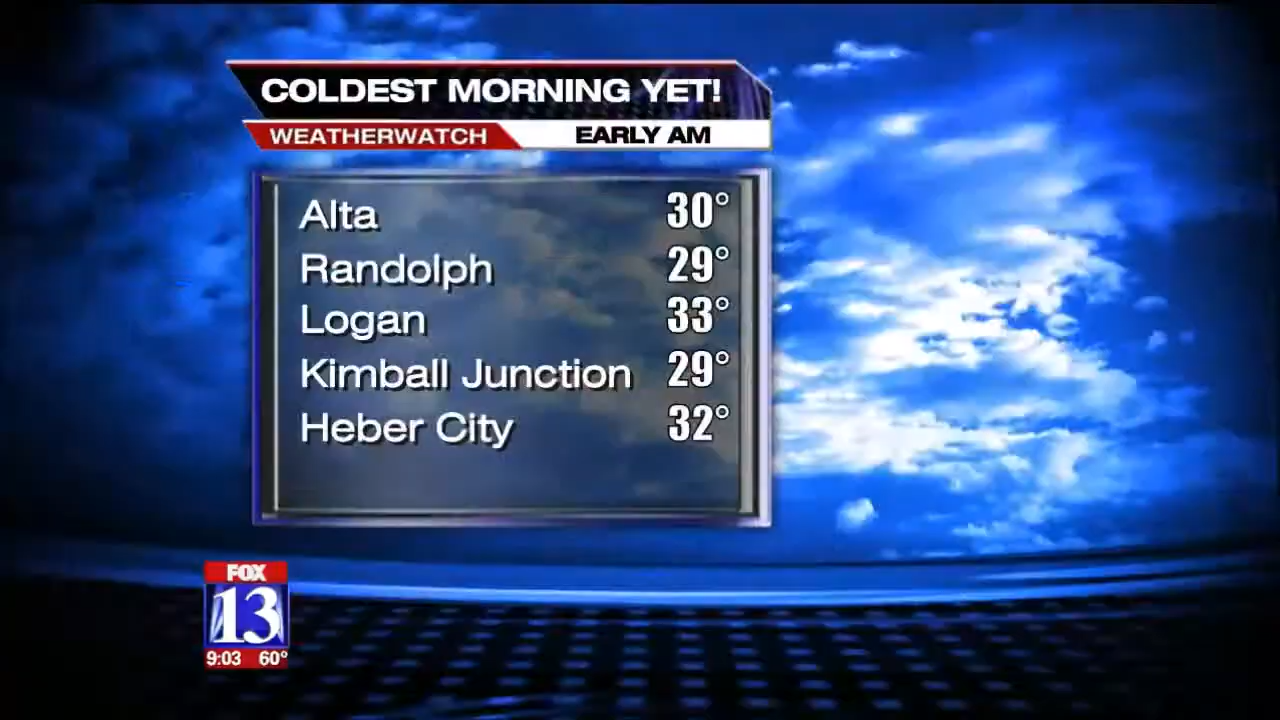 COLDEST MORNING YET!
WEATHERWATCH EARLY AM
Alta 30°
Randolph 29°
Logan 33°
Kimball Junction 29°
Heber City 32°
FOX
13
9:03 60°